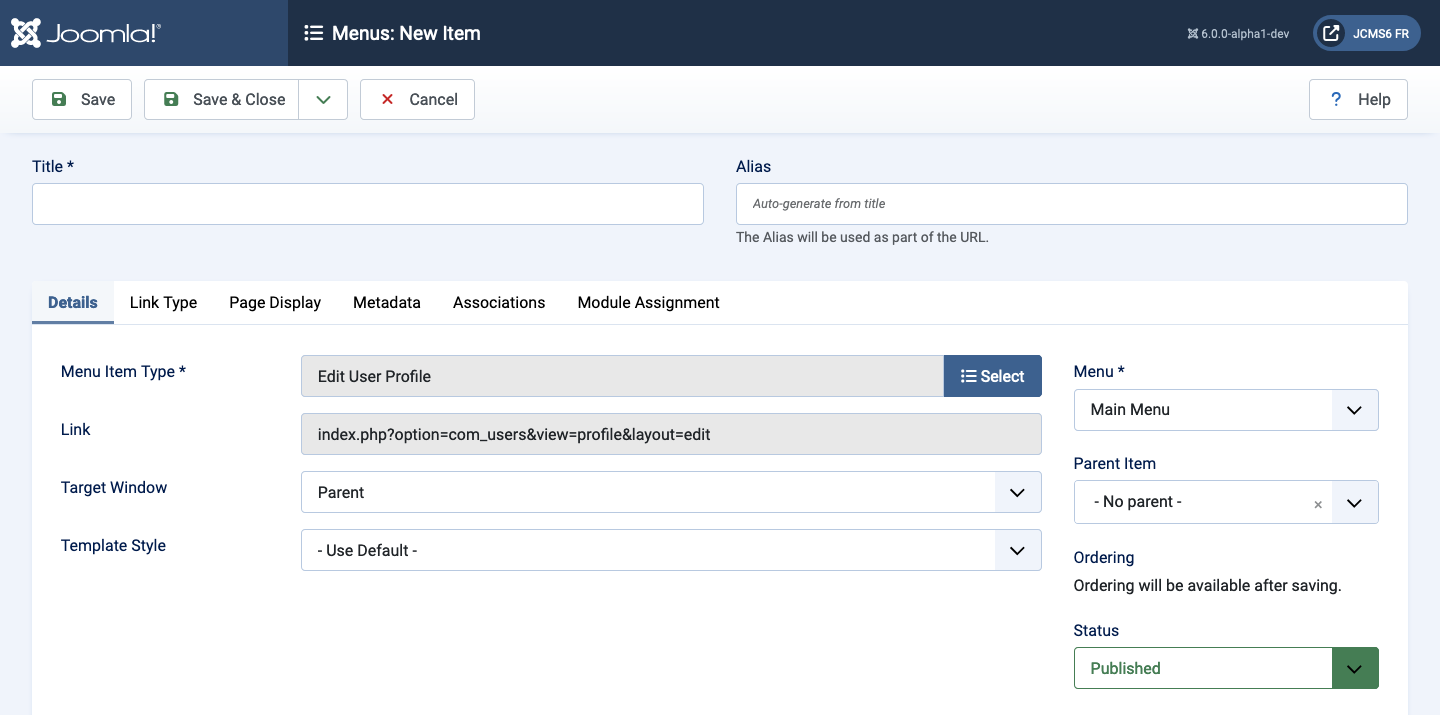 Joomla!®
Menus: New Item
6.0.0-alpha1-dev
JCMS6 FR
Save
Save & Close
Cancel
? Help
Title *
Alias
Auto-generate from title
The Alias will be used as part of the URL.
Details Link Type Page Display Metadata Associations Module Assignment
Menu Item Type *
Edit User Profile
Select
Link
index.php?option=com_users&view=profile&layout=edit
Target Window
Parent
Template Style
- Use Default -
Menu *
Main Menu
Parent Item
- No parent - ×
Ordering
Ordering will be available after saving.
Status
Published